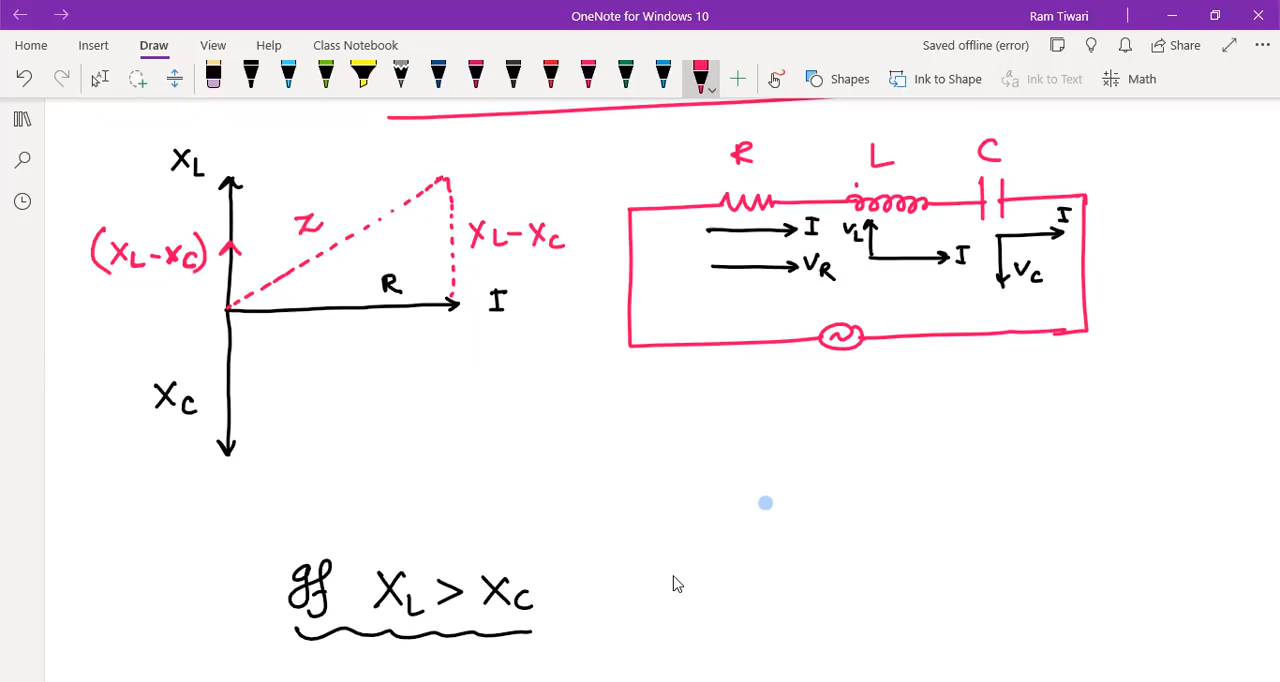 OneNote for Windows 10
Ram Tiwari
Home Insert Draw View Help Class Notebook
Saved offline (error) Share
Shapes Ink to Shape Ink to Text Math
XL
(XL-XC)
Z
XL-XC
R
I
XC
R L C
I
VR
VL
I
I
VC
If XL > XC